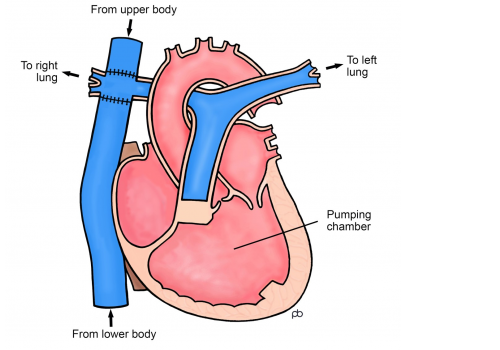 From upper body
To right
lung
To left
lung
Pumping
chamber
From lower body
pb